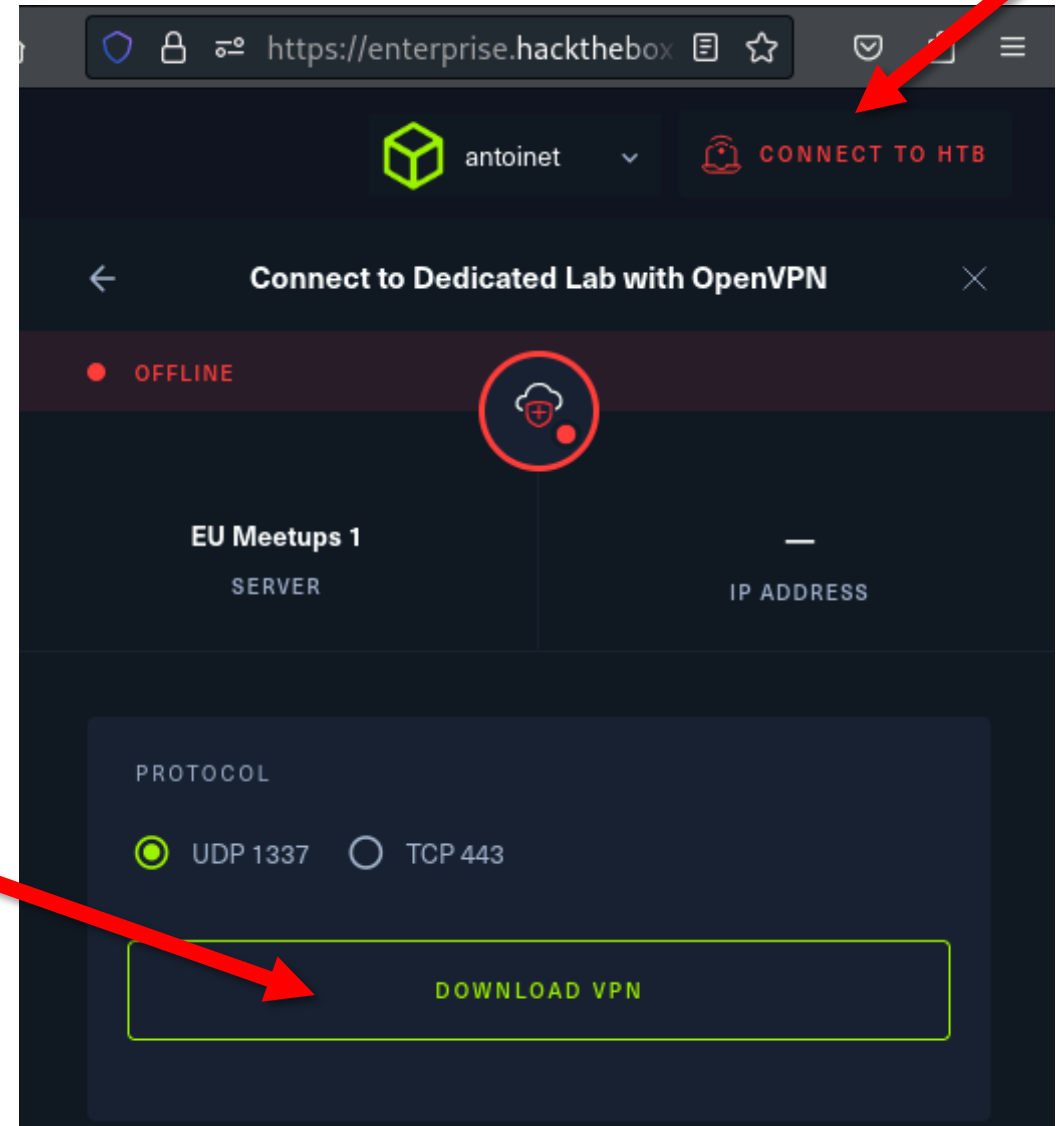 https://enterprise.hackthebox
antoinet
CONNECT TO HTB
Connect to Dedicated Lab with OpenVPN
OFFLINE
EU Meetups 1
SERVER
—
IP ADDRESS
PROTOCOL
UDP 1337
TCP 443
DOWNLOAD VPN